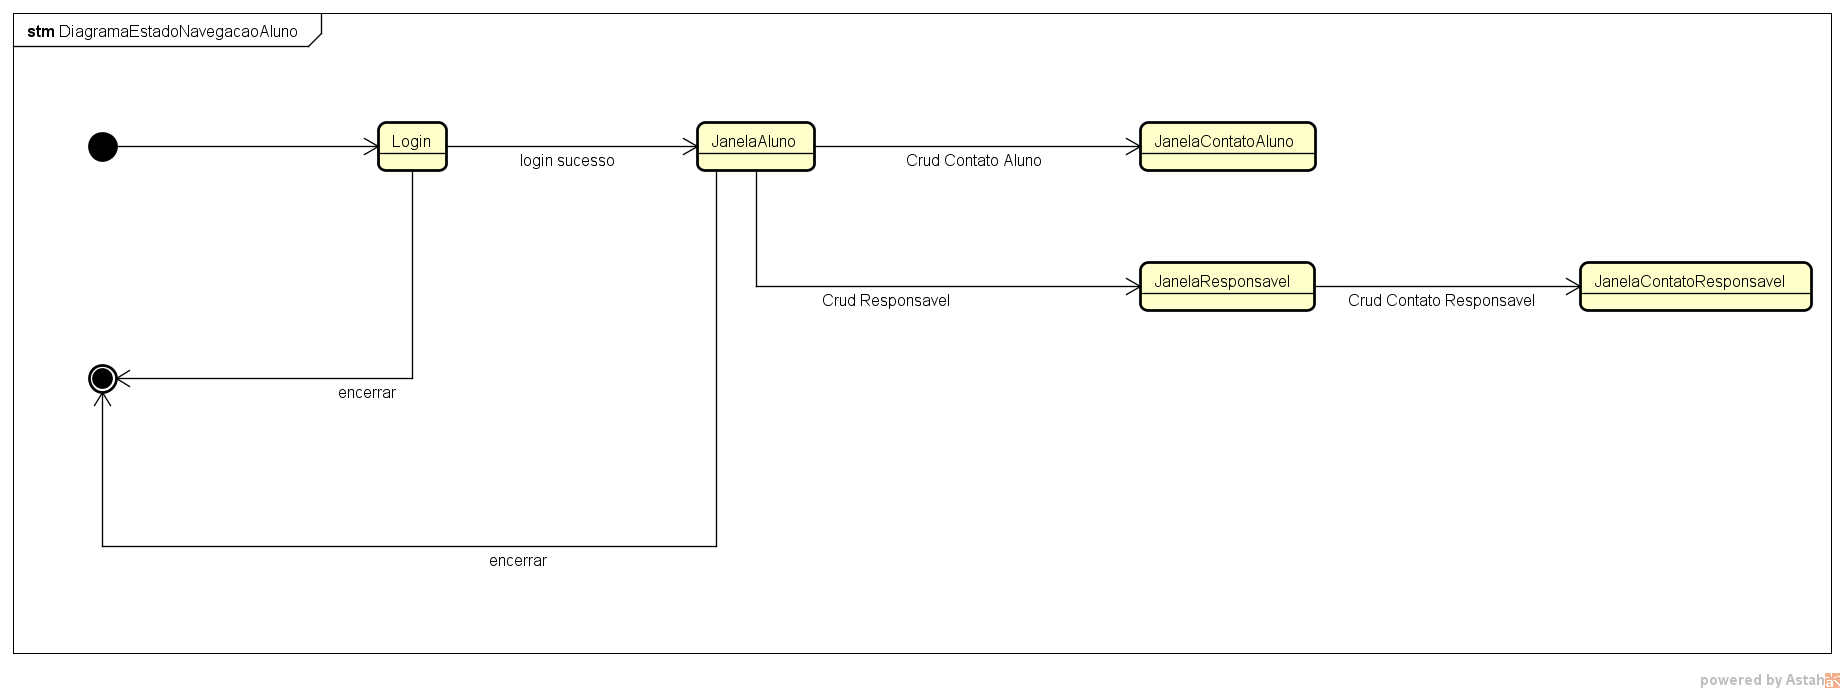 stm DiagramaEstadoNavegacaoAluno
Login
login sucesso
JanelaAluno
Crud Contato Aluno
JanelaContatoAluno
Crud Responsavel
JanelaResponsavel
Crud Contato Responsavel
JanelaContatoResponsavel
encerrar
encerrar
powered by Astah